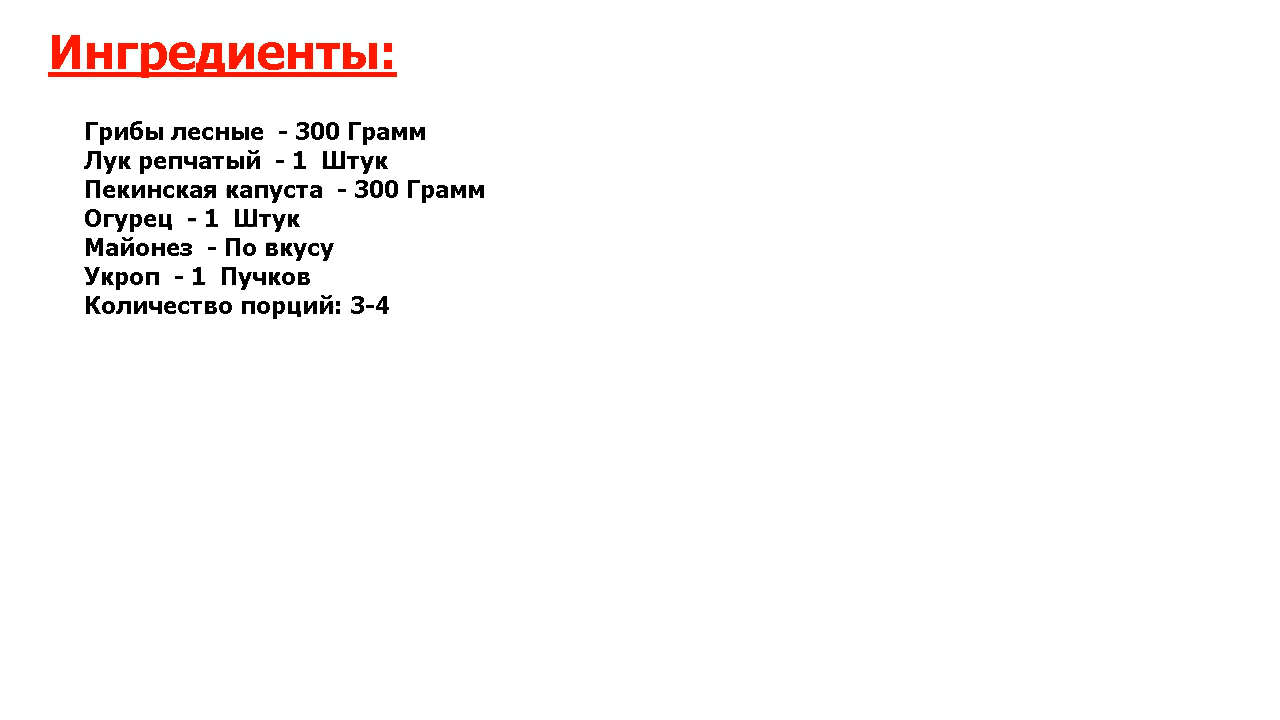 Ингредиенты:
Грибы лесные  - 300 Грамм
Лук репчатый  - 1  Штук
Пекинская капуста  - 300 Грамм
Огурец  - 1  Штук
Майонез  - По вкусу
Укроп  - 1  Пучков
Количество порций: 3-4